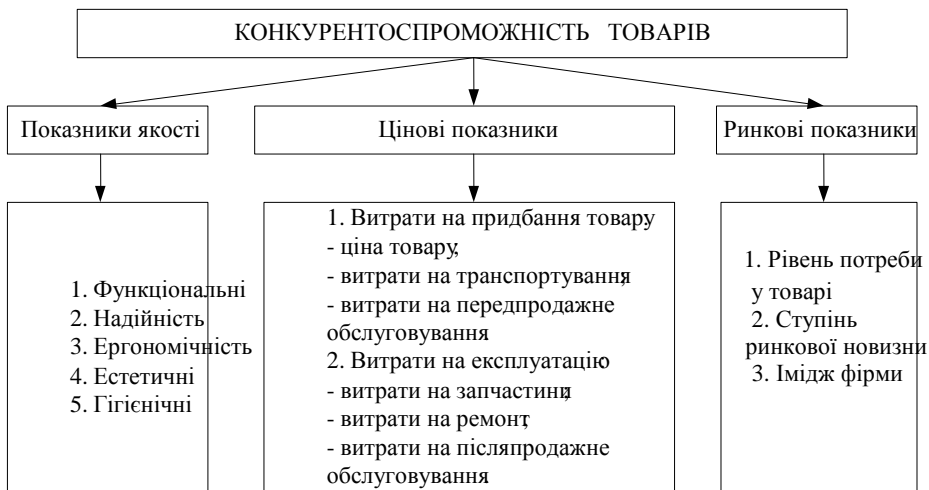 КОНКУРЕНТОСПРОМОЖНІСТЬ ТОВАРІВ
Показники якості
Цінові показники
Ринкові показники
1. Функціональні
2. Надійність
3. Ергономічність
4. Естетичні
5. Гігієнічні
1. Витрати на придбання товару:
- ціна товару;
- витрати на транспортування;
- витрати на передпродажне
обслуговування.
2. Витрати на експлуатацію:
- витрати на запчастини;
- витрати на ремонт;
- витрати на післяпродажне
обслуговування.
1. Рівень потреби
у товарі
2. Ступінь
ринкової новизни
3. Імідж фірми